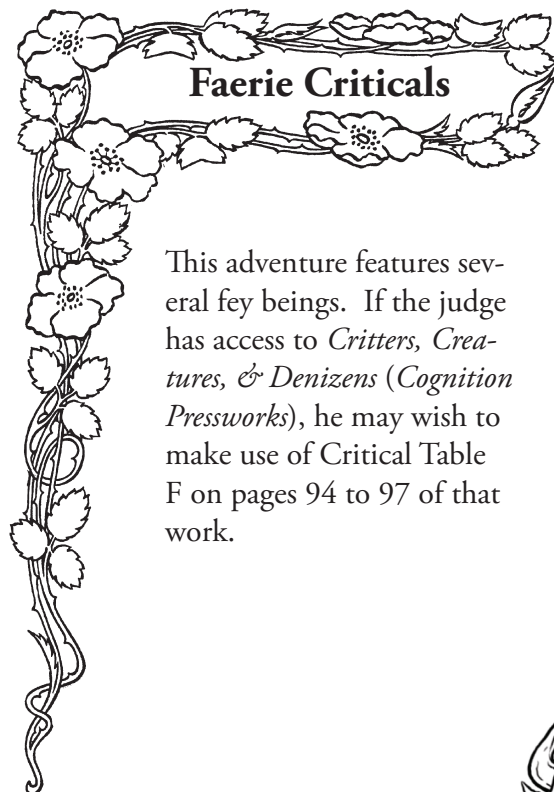 Faerie Criticals
This adventure features sev-
eral fey beings.  If the judge
has access to Critters, Crea-
tures, & Denizens (Cognition
Pressworks), he may wish to
make use of Critical Table
F on pages 94 to 97 of that
work.